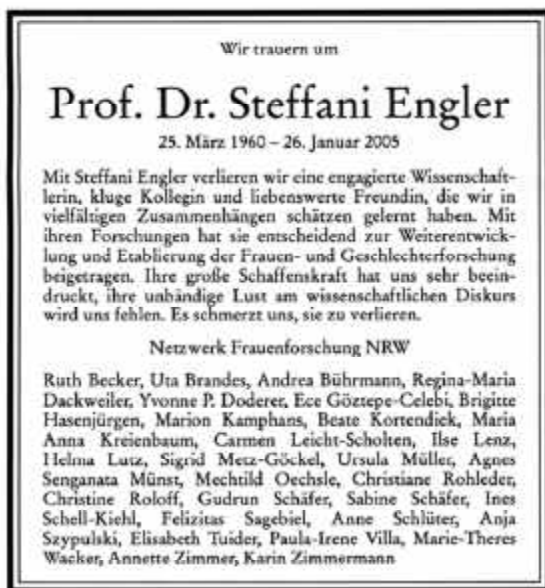 Wir trauern um
Prof. Dr. Steffani Engler
25. März 1960 – 26. Januar 2005
Mit Steffani Engler verlieren wir eine engagierte Wissenschaft-
lerin, kluge Kollegin und liebenswerte Freundin, die wir in
vielfältigen Zusammenhängen schätzen gelernt haben. Mit
ihren Forschungen hat sie entscheidend zur Weiterentwick-
lung und Etablierung der Frauen- und Geschlechterforschung
beigetragen. Ihre große Schaffenskraft hat uns sehr beein-
druckt, ihre unbändige Lust am wissenschaftlichen Diskurs
wird uns fehlen. Es schmerzt uns, sie zu verlieren.
Netzwerk Frauenforschung NRW
Ruth Becker, Uta Brandes, Andrea Bührmann, Regina-Maria
Dackweiler, Yvonne P. Doderer, Ece Göztepe-Celebi, Brigitte
Hasenjürgen, Marion Kamphans, Beate Kortendiek, Maria
Anna Kreienbaum, Carmen Leicht-Scholten, Ilse Lenz,
Helma Lutz, Sigrid Metz-Göckel, Ursula Müller, Agnes
Senganata Münst, Mechtild Oechsle, Christiane Rohleder,
Christine Roloff, Gudrun Schäfer, Sabine Schäfer, Ines
Schell-Kiehl, Felizitas Sagebiel, Anne Schlüter, Anja
Szypulski, Elisabeth Tuider, Paula-Irene Villa, Marie-Theres
Wacker, Annette Zimmer, Karin Zimmermann